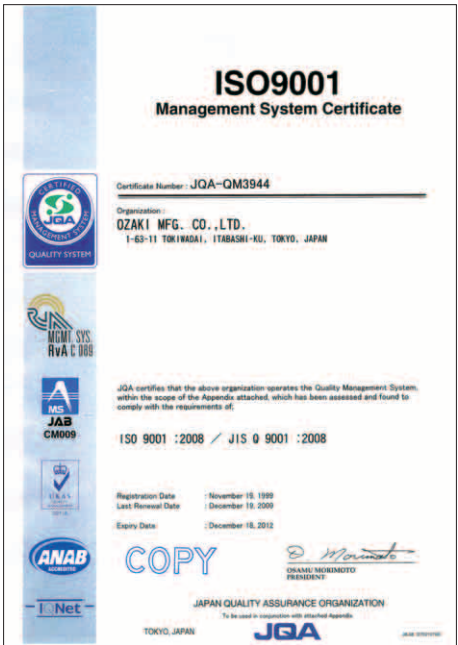 ISO9001
Management System Certificate
Certificate Number : JQA-QM3944
Organization :
OZAKI MFG. CO.,LTD.
1-63-11 TOKIWADAI, ITABASHI-KU, TOKYO, JAPAN
CERTIFIED
JQA
MANAGEMENT SYSTEM
QUALITY SYSTEM
RvA
MGMT. SYS.
RvA C 089
MS
JAB
CM009
UKAS
ANAB
ACCREDITED
IQNet
JQA certifies that the above organization operates the Quality Management System,
within the scope of the Appendix attached, which has been assessed and found to
comply with the requirements of;
ISO 9001 :2008 / JIS Q 9001 :2008
Registration Date : November 19, 1999
Last Renewal Date : December 19, 2009
Expiry Date : December 18, 2012
COPY
O. Morimoto
OSAMU MORIMOTO
PRESIDENT
JAPAN QUALITY ASSURANCE ORGANIZATION
To be used in conjunction with attached Appendix
TOKYO, JAPAN
JQA